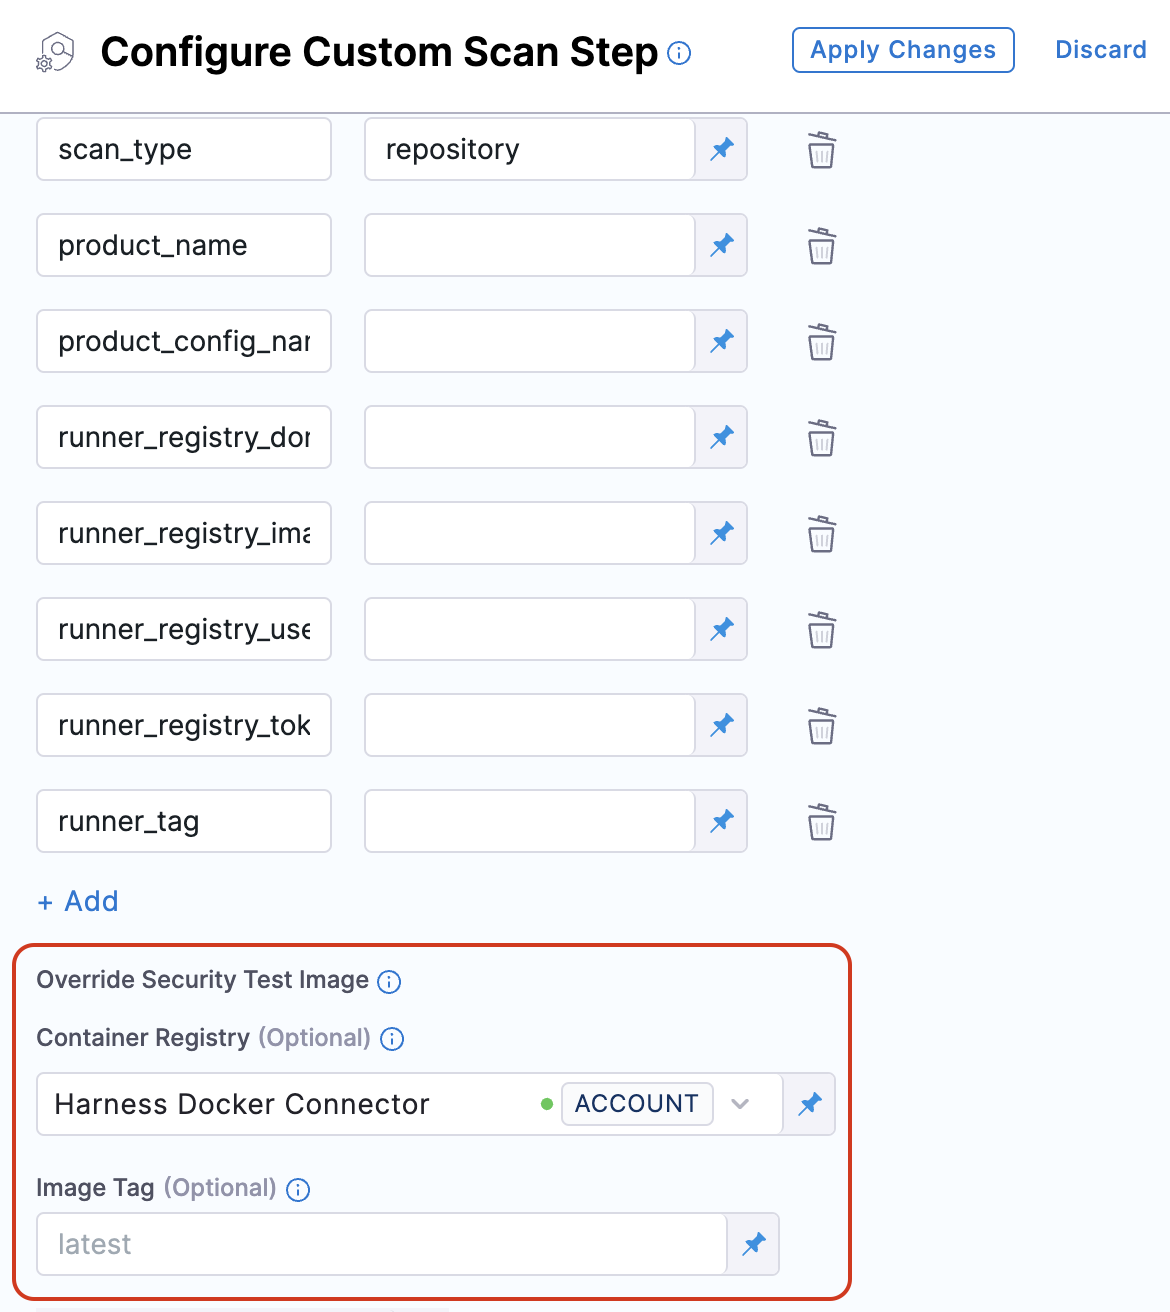 Configure Custom Scan Step
Apply Changes
Discard
scan_type repository
product_name
product_config_nar
runner_registry_dor
runner_registry_ima
runner_registry_use
runner_registry_tok
runner_tag
+ Add
Override Security Test Image
Container Registry (Optional)
Harness Docker Connector ACCOUNT
Image Tag (Optional)
latest